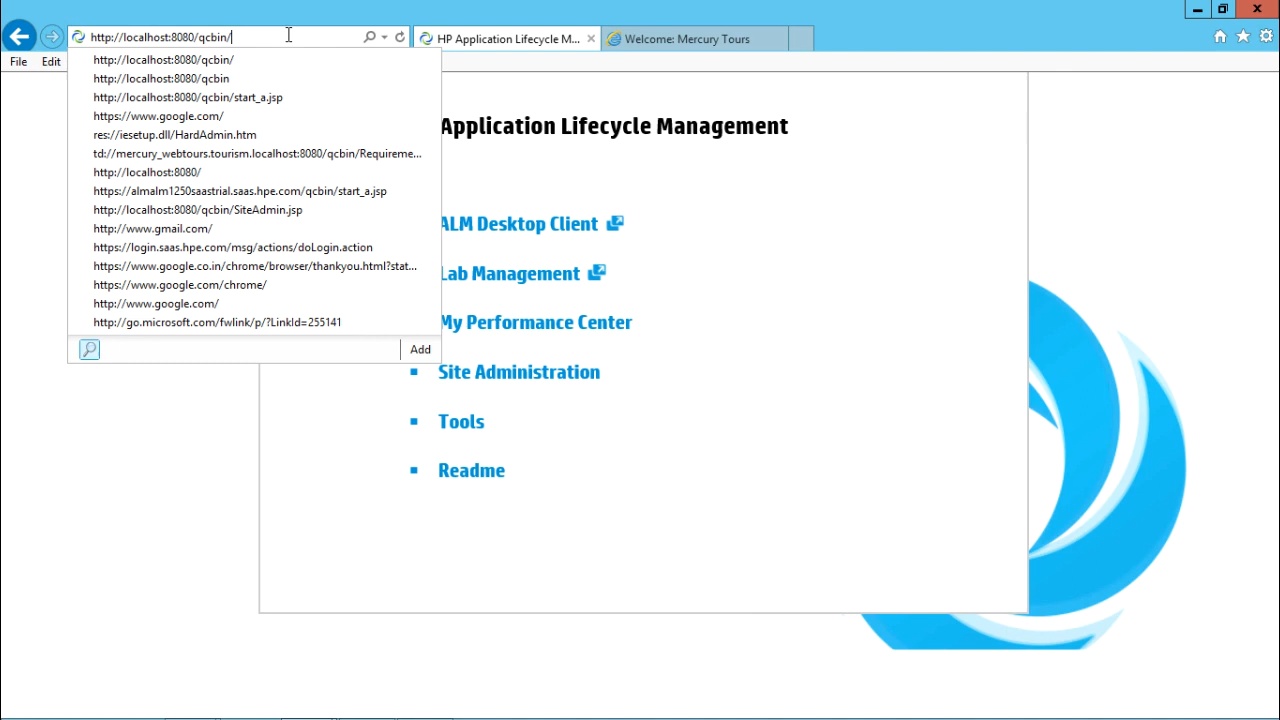 http://localhost:8080/qcbin/
HP Application Lifecycle M...
Welcome: Mercury Tours
File Edit
http://localhost:8080/qcbin/
http://localhost:8080/qcbin
http://localhost:8080/qcbin/start_a.jsp
https://www.google.com/
res://iesetup.dll/HardAdmin.htm
td://mercury_webtours.tourism.localhost:8080/qcbin/Requireme...
http://localhost:8080/
https://almalm1250saastrial.saas.hpe.com/qcbin/start_a.jsp
http://localhost:8080/qcbin/SiteAdmin.jsp
http://www.gmail.com/
https://login.saas.hpe.com/msg/actions/doLogin.action
https://www.google.co.in/chrome/browser/thankyou.html?stat...
https://www.google.com/chrome/
http://www.google.com/
http://go.microsoft.com/fwlink/p/?LinkId=255141
Add
Application Lifecycle Management
ALM Desktop Client
Lab Management
My Performance Center
Site Administration
Tools
Readme